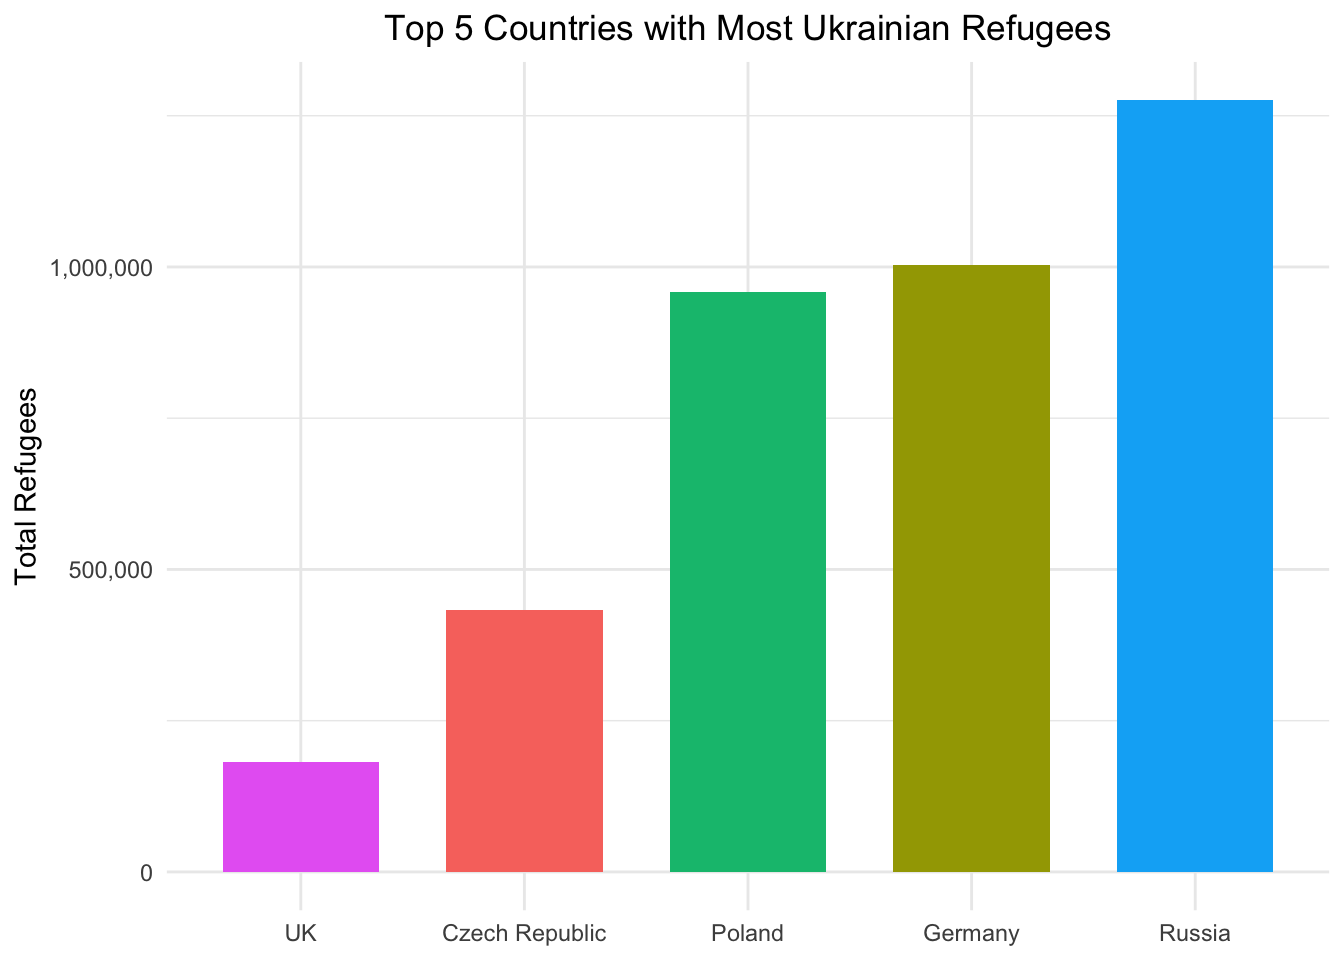 Top 5 Countries with Most Ukrainian Refugees
Total Refugees
1,000,000
500,000
0
UK
Czech Republic
Poland
Germany
Russia